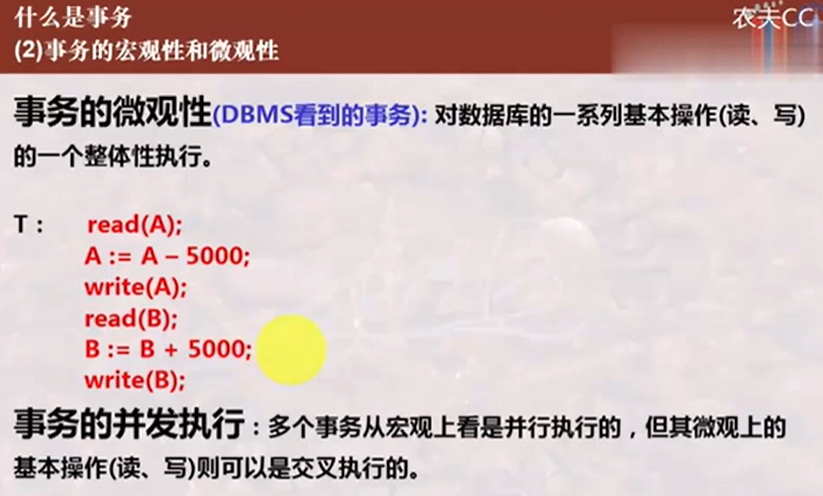 什么是事务
农夫CC
(2)事务的宏观性和微观性
事务的微观性(DBMS看到的事务): 对数据库的一系列基本操作(读、写)
的一个整体性执行。
T： read(A);
A := A – 5000;
write(A);
read(B);
B := B + 5000;
write(B);
事务的并发执行：多个事务从宏观上看是并行执行的，但其微观上的
基本操作(读、写)则可以是交叉执行的。